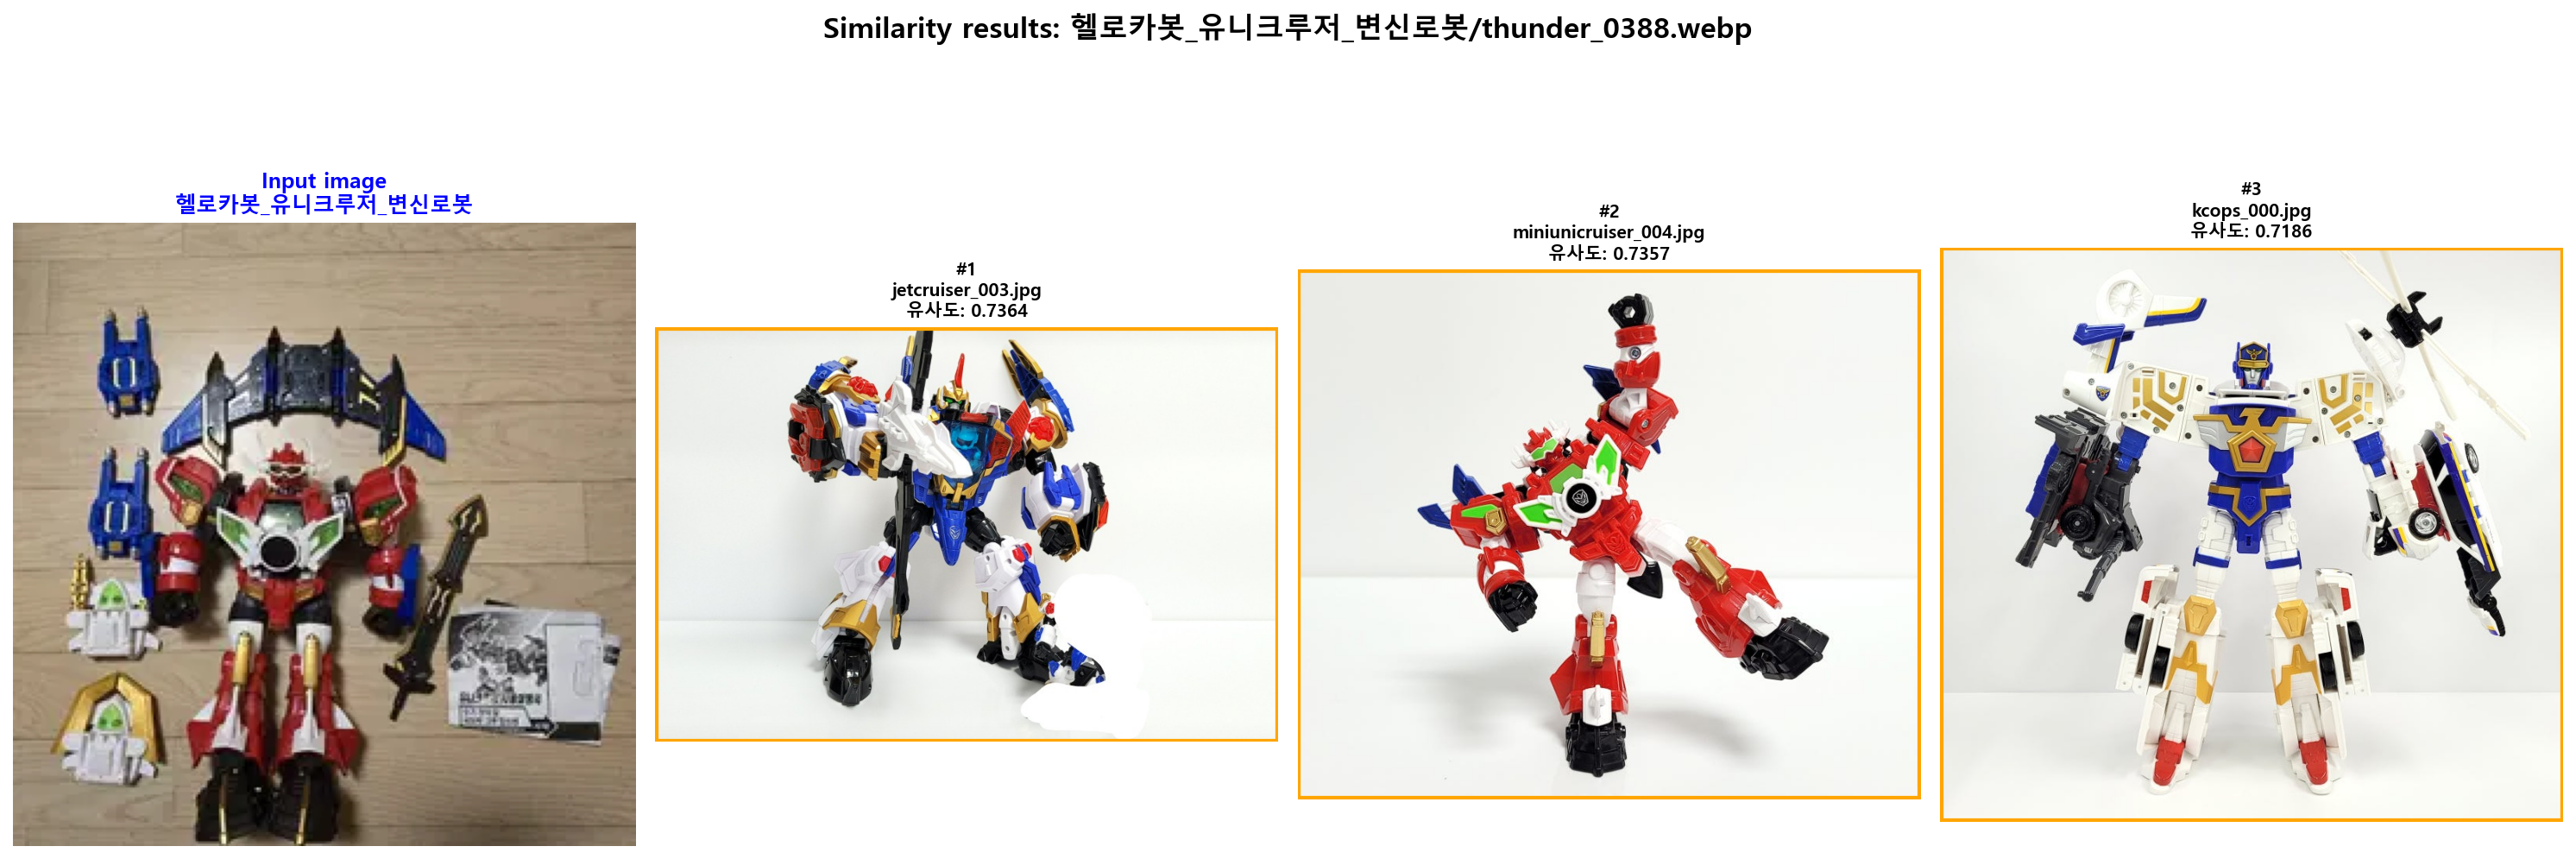 Similarity results: 헬로카봇_유니크루저_변신로봇/thunder_0388.webp
Input image
헬로카봇_유니크루저_변신로봇
#1
jetcruiser_003.jpg
유사도: 0.7364
#2
miniunicruiser_004.jpg
유사도: 0.7357
#3
kcops_000.jpg
유사도: 0.7186